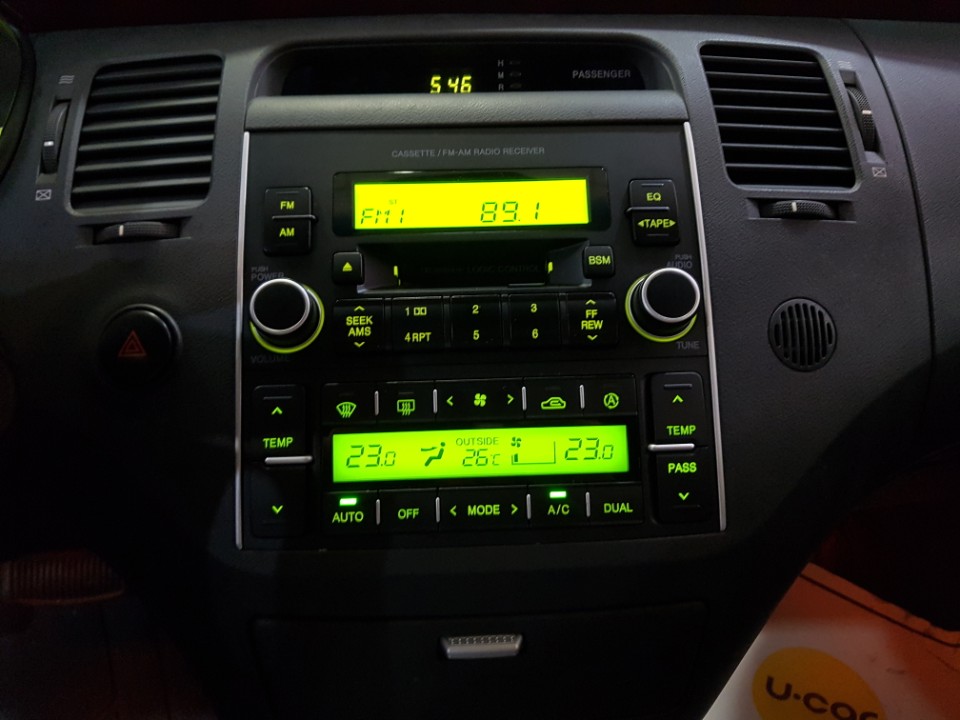 H
5 46
M
PASSENGER
R
CASSETTE / FM-AM RADIO RECEIVER
FM
AM
ST
FM1
89.1
EQ
◀TAPE▶
BSM
PUSH
POWER
PUSH
AUDIO
VOLUME
TUNE
SEEK
AMS
1
2
3
4 RPT
5
6
FF
REW
TEMP
TEMP
PASS
23.0
OUTSIDE
26℃
23.0
AUTO
OFF
< MODE >
A/C
DUAL